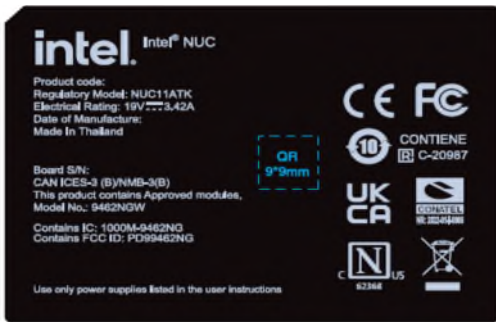 intel.
Intel® NUC
Product code:
Regulatory Model: NUC11ATK
Electrical Rating: 19V⎓3.42A
Date of Manufacture:
Made In Thailand
Board S/N:
CAN ICES-3 (B)/NMB-3(B)
This product contains Approved modules,
Model No.: 9462NGW
Contains IC: 1000M-9462NG
Contains FCC ID: PD99462NG
Use only power supplies listed in the user instructions
QR
9*9mm
CE FC
10
CONTIENE
R C-20987
UK
CA
CONATEL
C N US
62368